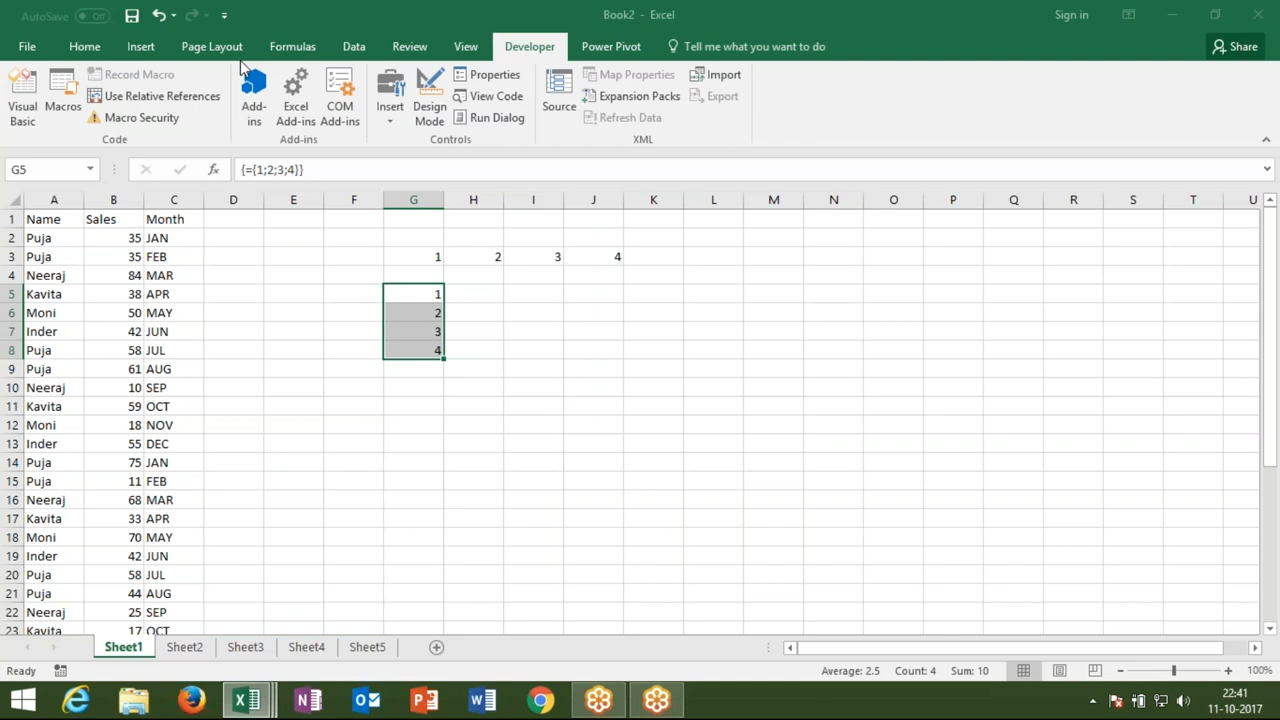 AutoSave Off
Book2 - Excel
Sign in
File Home Insert Page Layout Formulas Data Review View Developer Power Pivot Tell me what you want to do Share
Visual Basic
Macros
Record Macro
Use Relative References
Macro Security
Code
Add-ins
Excel Add-ins
COM Add-ins
Add-ins
Insert
Design Mode
Properties
View Code
Run Dialog
Controls
Source
Map Properties
Expansion Packs
Refresh Data
Import
Export
XML
G5 fx {={1;2;3;4}}
A B C D E F G H I J K L M N O P Q R S T U
1 Name Sales Month
2 Puja 35 JAN
3 Puja 35 FEB 1 2 3 4
4 Neeraj 84 MAR
5 Kavita 38 APR 1
6 Moni 50 MAY 2
7 Inder 42 JUN 3
8 Puja 58 JUL 4
9 Puja 61 AUG
10 Neeraj 10 SEP
11 Kavita 59 OCT
12 Moni 18 NOV
13 Inder 55 DEC
14 Puja 75 JAN
15 Puja 11 FEB
16 Neeraj 68 MAR
17 Kavita 33 APR
18 Moni 70 MAY
19 Inder 42 JUN
20 Puja 58 JUL
21 Puja 44 AUG
22 Neeraj 25 SEP
23 Kavita 17 OCT
Sheet1 Sheet2 Sheet3 Sheet4 Sheet5
Ready Average: 2.5 Count: 4 Sum: 10 100%
22:41
11-10-2017